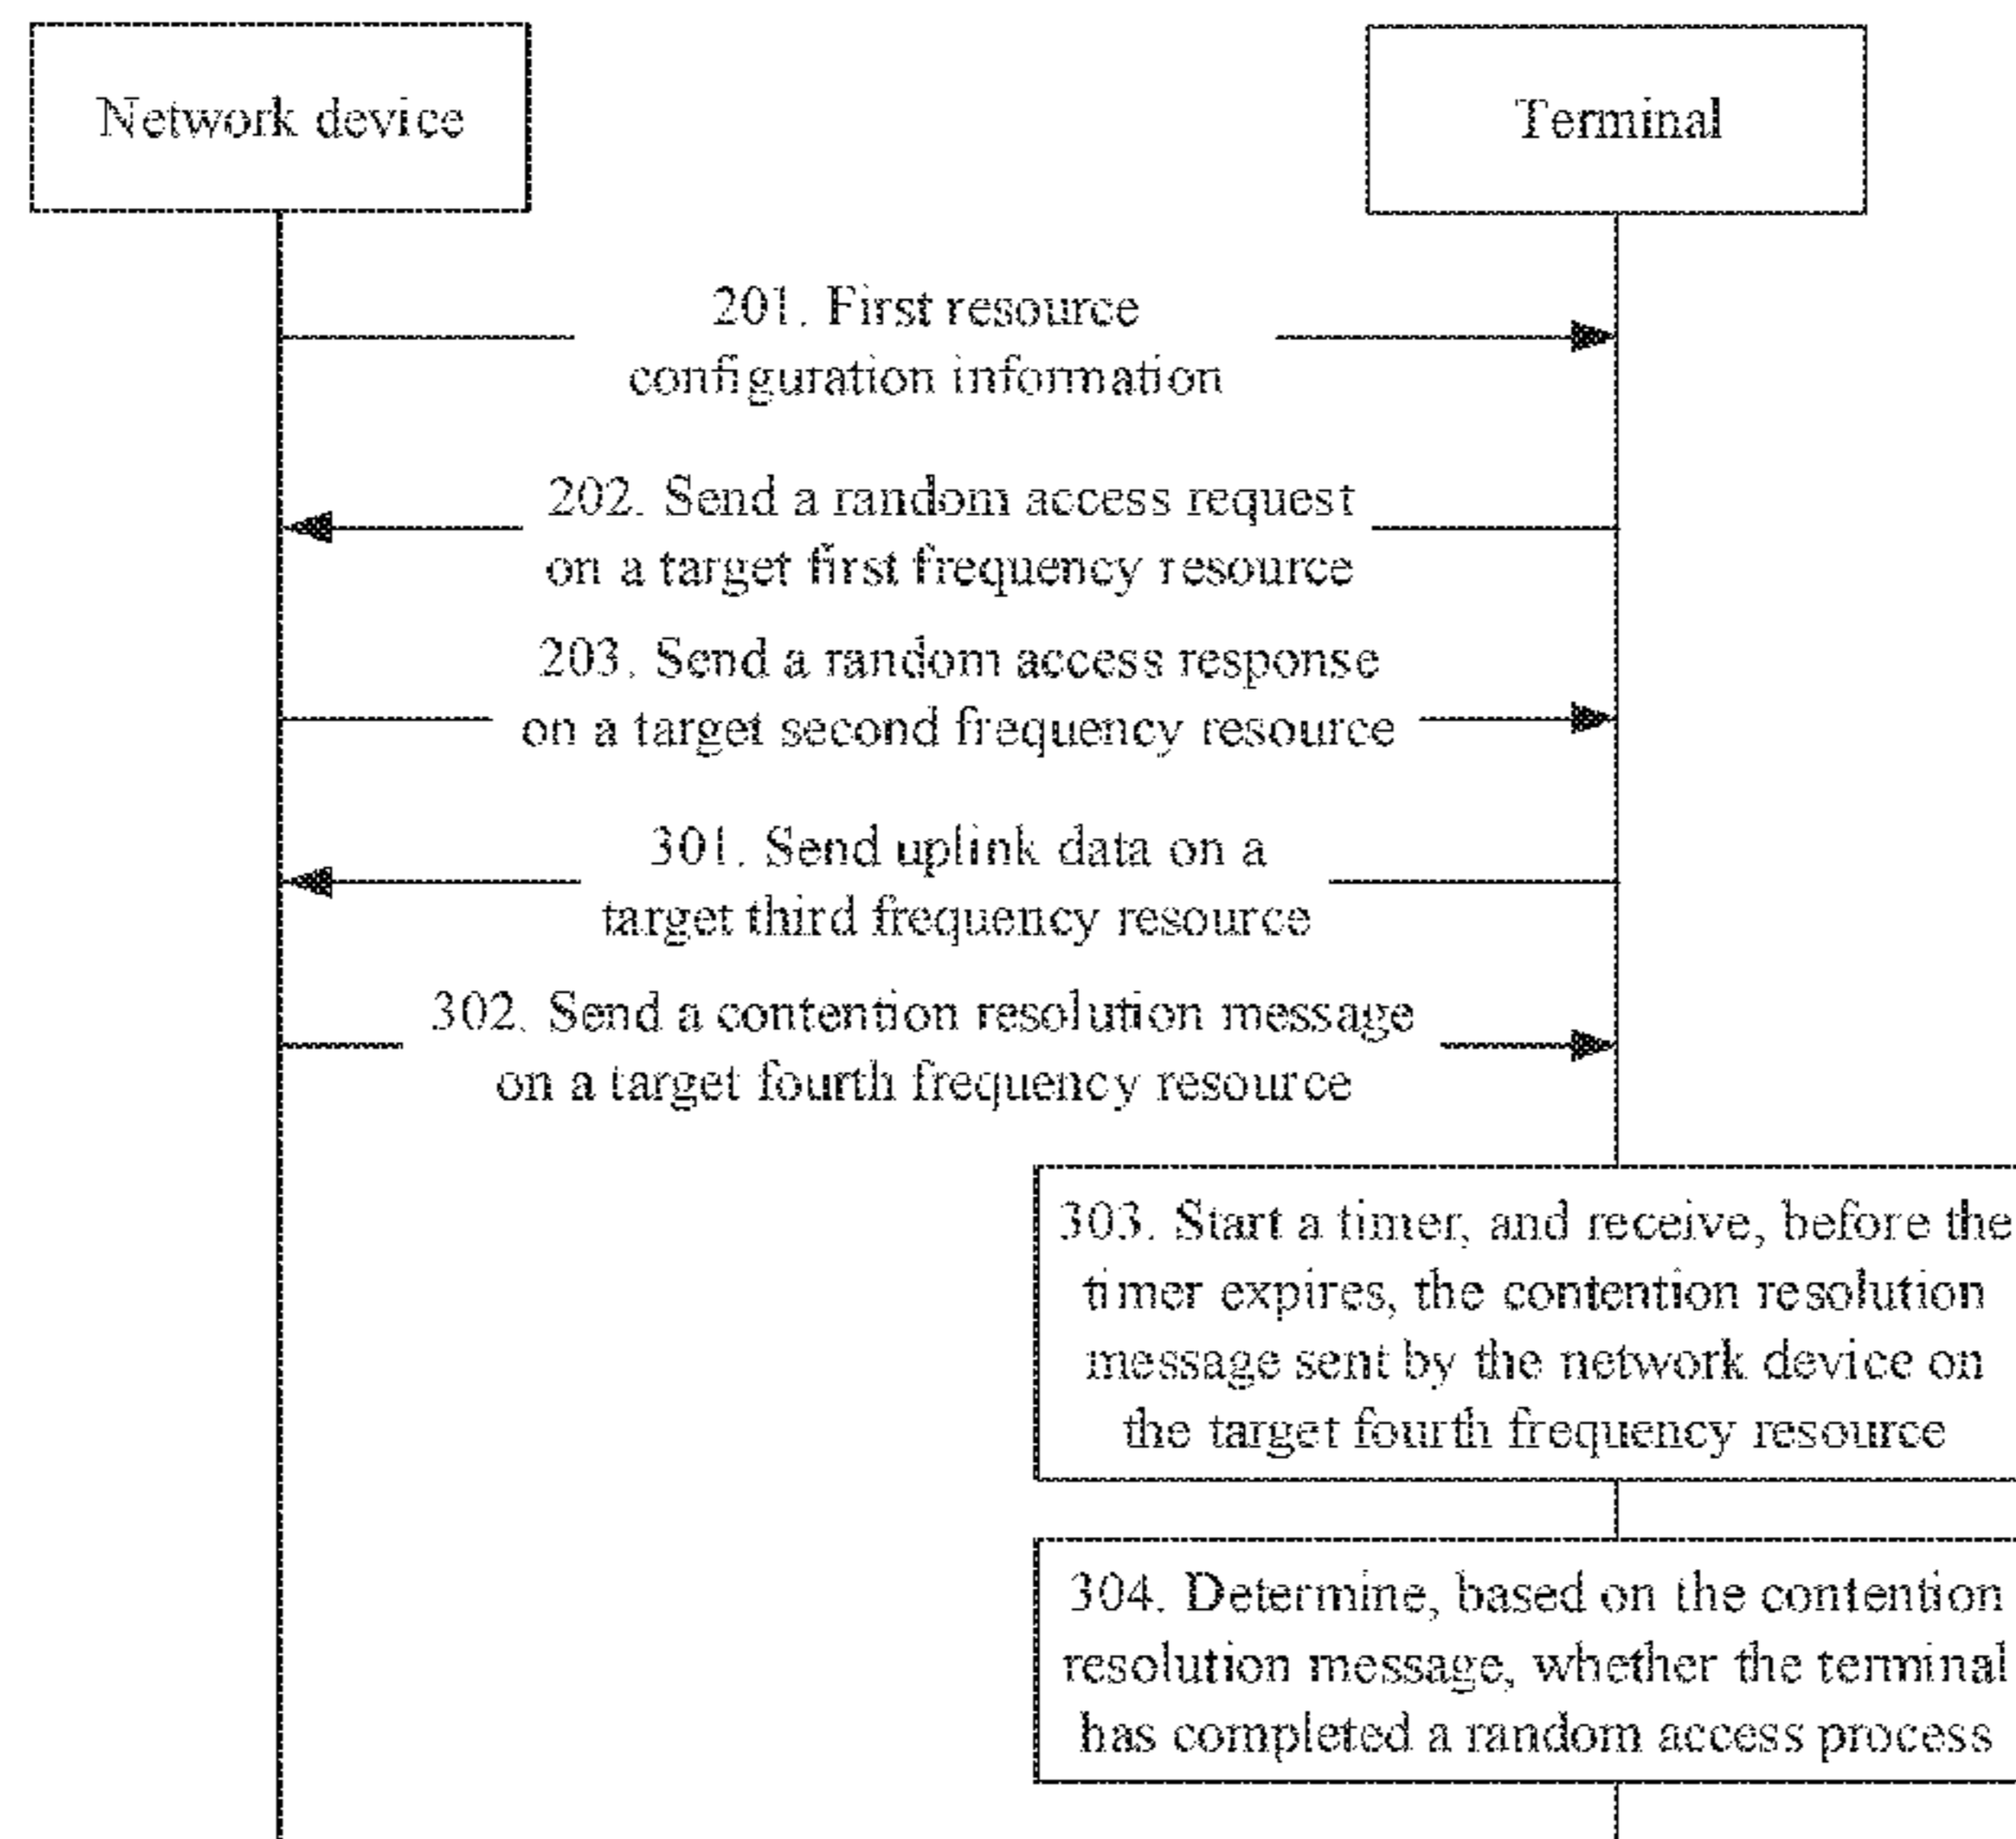 Network device
Terminal
201. First resource
configuration information
202. Send a random access request
on a target first frequency resource
203. Send a random access response
on a target second frequency resource
301. Send uplink data on a
target third frequency resource
302. Send a contention resolution message
on a target fourth frequency resource
303. Start a timer, and receive, before the
timer expires, the contention resolution
message sent by the network device on
the target fourth frequency resource
304. Determine, based on the contention
resolution message, whether the terminal
has completed a random access process